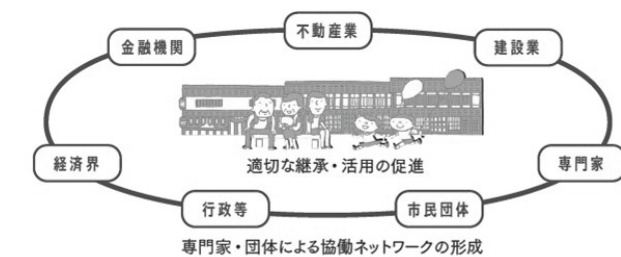 不動産業
金融機関
建設業
経済界
適切な継承・活用の促進
専門家
行政等
市民団体
専門家・団体による協働ネットワークの形成